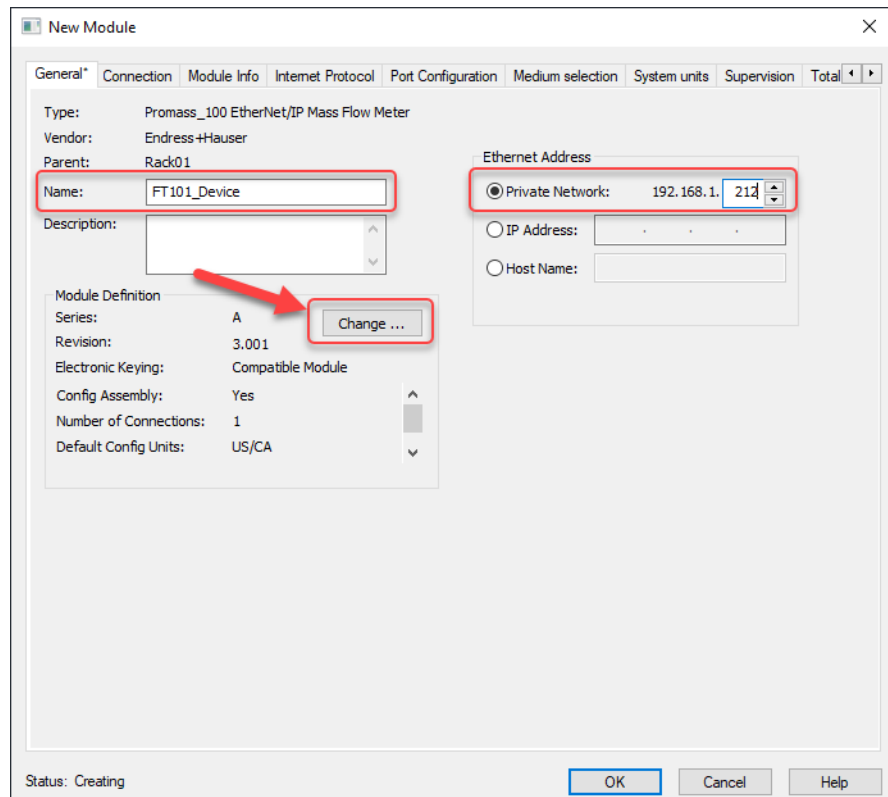 New Module
General* Connection Module Info Internet Protocol Port Configuration Medium selection System units Supervision Total
Type: Promass_100 EtherNet/IP Mass Flow Meter
Vendor: Endress+Hauser
Parent: Rack01
Name: FT101_Device
Description:
Ethernet Address
Private Network: 192.168.1. 212
IP Address: . . .
Host Name:
Module Definition
Series: A
Change ...
Revision: 3.001
Electronic Keying: Compatible Module
Config Assembly: Yes
Number of Connections: 1
Default Config Units: US/CA
Status: Creating
OK Cancel Help